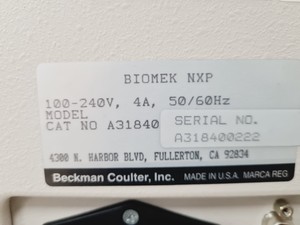 BIOMEK NXP
100-240V, 4A, 50/60Hz
MODEL
CAT NO A31840
SERIAL NO.
A318400222
4300 N. HARBOR BLVD, FULLERTON, CA 92834
Beckman Coulter, Inc. MADE IN U.S.A. MARCA REG